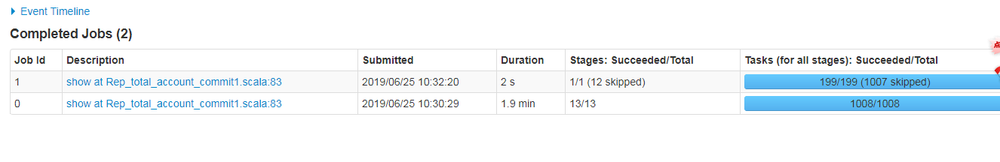 Event Timeline
Completed Jobs (2)
Job Id Description Submitted Duration Stages: Succeeded/Total Tasks (for all stages): Succeeded/Total
1 show at Rep_total_account_commit1.scala:83 2019/06/25 10:32:20 2 s 1/1 (12 skipped) 199/199 (1007 skipped)
0 show at Rep_total_account_commit1.scala:83 2019/06/25 10:30:29 1.9 min 13/13 1008/1008